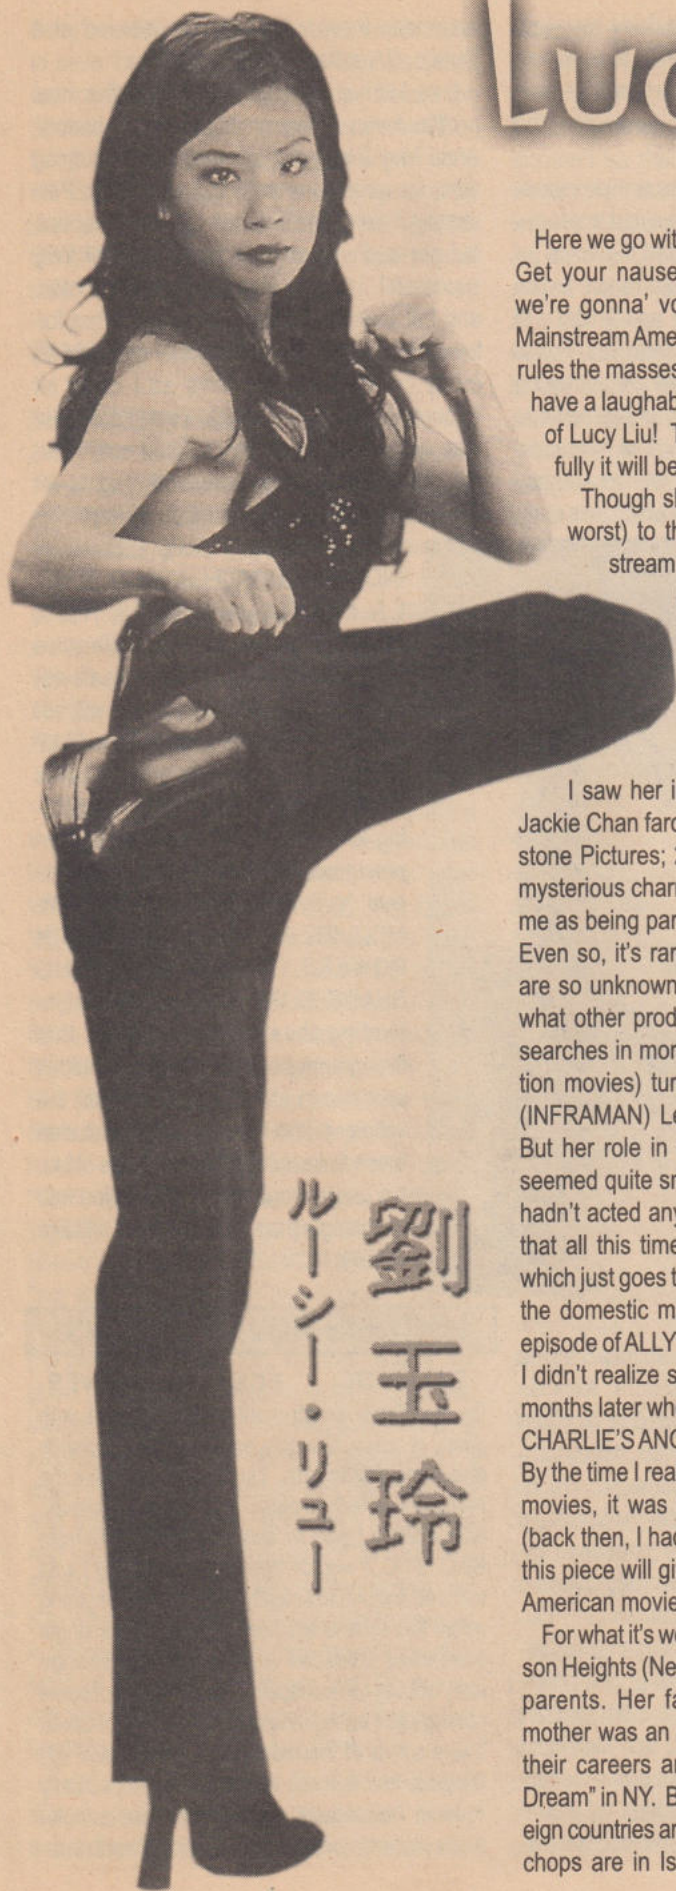 Luc
Here we go wit
Get your nause
we're gonna' vo
Mainstream Ame
rules the masses
have a laughab
of Lucy Liu! T
fully it will be
Though sl
worst) to th
stream
I saw her i
Jackie Chan farc
stone Pictures;
mysterious charr
me as being par
Even so, it's rar
are so unknown
what other prod
searches in mor
tion movies) tur
(INFRAMAN) Le
But her role in
seemed quite sr
hadn't acted any
that all this time
which just goes t
the domestic m
episode of ALLY
I didn't realize s
months later wh
CHARLIE'S ANG
By the time I rea
movies, it was
(back then, I had
this piece will gi
American movie
For what it's wo
son Heights (Ne
parents. Her fa
mother was an
their careers ar
Dream" in NY. B
eign countries ar
chops are in Is
劉玉玲
ルーシー・リュー